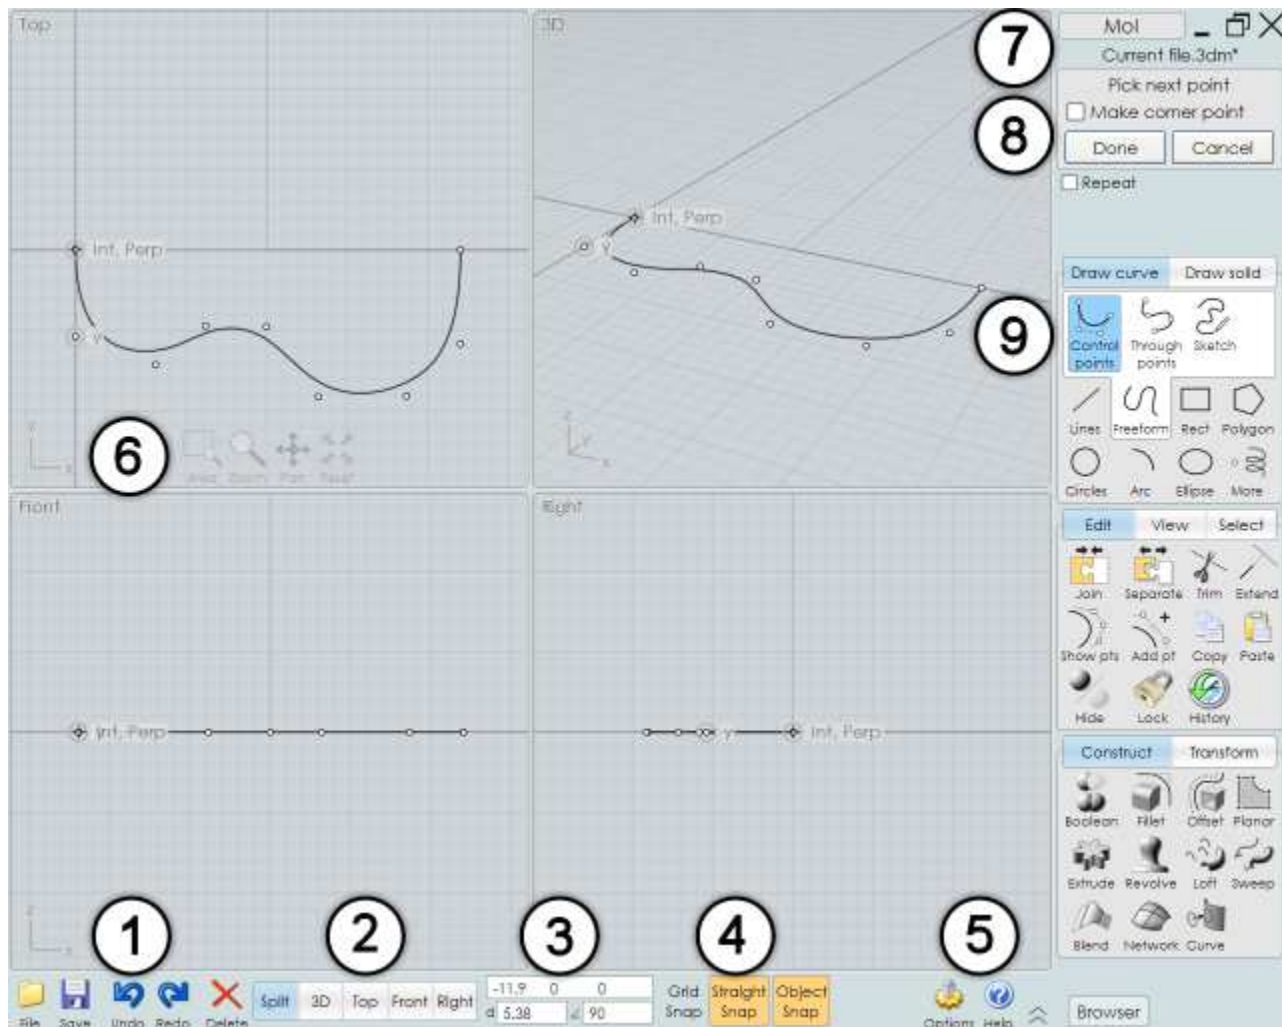 Top
3D
7
MoI
Current file.3dm*
Pick next point
Make corner point
8
Done Cancel
Repeat
Int, Perp
y
Int, Perp
y
Draw curve Draw solid
9
Control points Through points Sketch
Lines Freeform Rect Polygon
Circles Arc Ellipse More
6
z
y
x
y
x
Area Zoom Pan Reset
Front
Right
Edit View Select
Join Separate Trim Extend
Show pts Add pt Copy Paste
Hide Lock History
Int, Perp
y Int, Perp
Construct Transform
Boolean Fillet Offset Planar
Extrude Revolve Loft Sweep
Blend Network Curve
z
x
1
2
3
4
5
File Save Undo Redo Delete
Split 3D Top Front Right
-11.9 0 0
d 5.38 90
Grid Snap Straight Snap Object Snap
Options Help
Browser